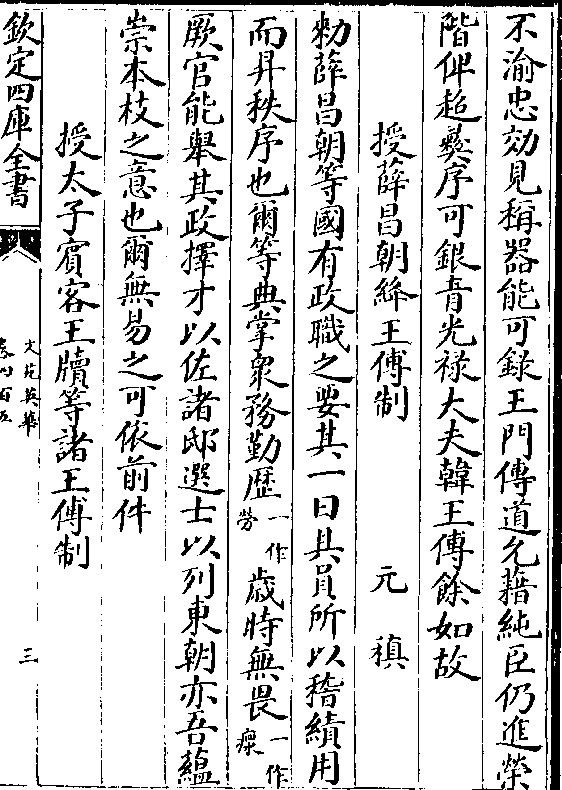 不渝忠効見稱器能可錄王門傅道允藉純臣仍進榮
階俾超彝序可銀青光禄大夫韓王傅餘如故
授薛昌朝絳王傅制　元稹
勑薛昌朝等國有政職之要其一曰具員所以稽績用
而昇秩序也爾等典掌衆務勤歴一作勞歳時無畏一作瘝
厥官能舉其政擇才以佐諸邸選士以列東朝亦吾蘊
崇本枝之意也爾無易之可依前件
授太子賓客王牘等諸王傅制
欽定四庫全書
文苑英華
卷四百五
三